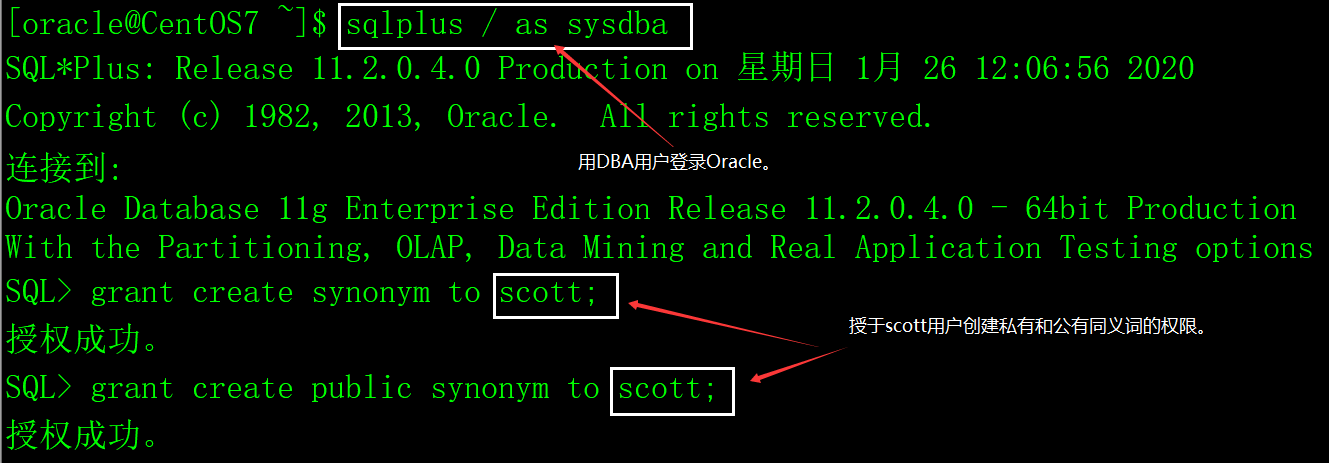 [oracle@CentOS7 ~]$ sqlplus / as sysdba
SQL*Plus: Release 11.2.0.4.0 Production on 星期日 1月 26 12:06:56 2020
Copyright (c) 1982, 2013, Oracle.  All rights reserved.
用DBA用户登录Oracle。
连接到:
Oracle Database 11g Enterprise Edition Release 11.2.0.4.0 - 64bit Production
With the Partitioning, OLAP, Data Mining and Real Application Testing options
SQL> grant create synonym to scott;
授于scott用户创建私有和公有同义词的权限。
授权成功。
SQL> grant create public synonym to scott;
授权成功。